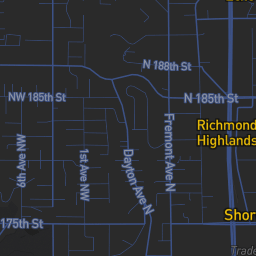 N 188th St
NW 185th St
N 185th St
Richmond
Highlands
6th Ave NW
1st Ave NW
Dayton Ave N
Fremont Ave N
175th St
Shor
Trade